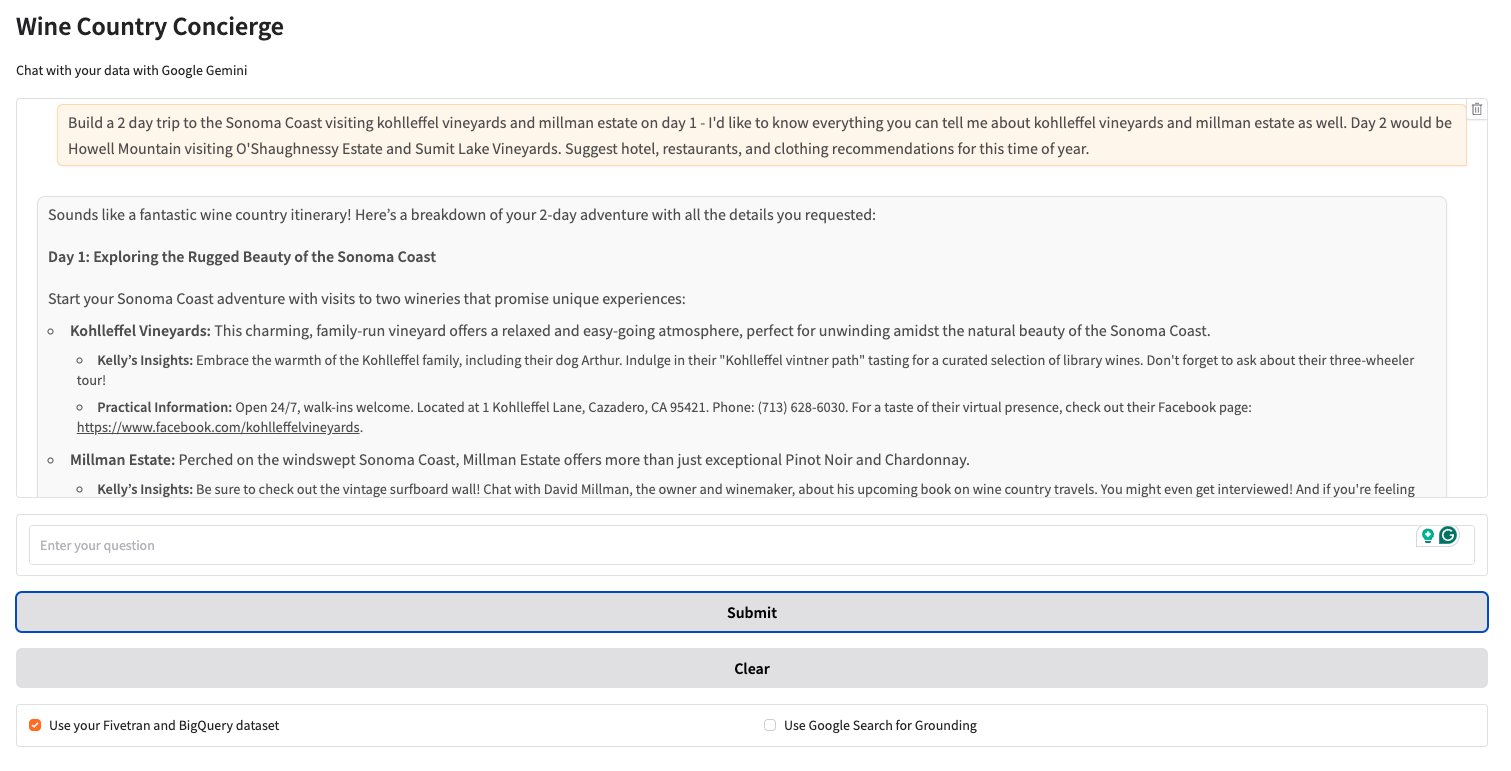 Wine Country Concierge
Chat with your data with Google Gemini
Build a 2 day trip to the Sonoma Coast visiting kohlleffel vineyards and millman estate on day 1 - I'd like to know everything you can tell me about kohlleffel vineyards and millman estate as well. Day 2 would be
Howell Mountain visiting O'Shaughnessy Estate and Sumit Lake Vineyards. Suggest hotel, restaurants, and clothing recommendations for this time of year.
Sounds like a fantastic wine country itinerary! Here’s a breakdown of your 2-day adventure with all the details you requested:
Day 1: Exploring the Rugged Beauty of the Sonoma Coast
Start your Sonoma Coast adventure with visits to two wineries that promise unique experiences:
Kohlleffel Vineyards: This charming, family-run vineyard offers a relaxed and easy-going atmosphere, perfect for unwinding amidst the natural beauty of the Sonoma Coast.
Kelly’s Insights: Embrace the warmth of the Kohlleffel family, including their dog Arthur. Indulge in their "Kohlleffel vintner path" tasting for a curated selection of library wines. Don't forget to ask about their three-wheeler
tour!
Practical Information: Open 24/7, walk-ins welcome. Located at 1 Kohlleffel Lane, Cazadero, CA 95421. Phone: (713) 628-6030. For a taste of their virtual presence, check out their Facebook page:
https://www.facebook.com/kohlleffelvineyards.
Millman Estate: Perched on the windswept Sonoma Coast, Millman Estate offers more than just exceptional Pinot Noir and Chardonnay.
Kelly’s Insights: Be sure to check out the vintage surfboard wall! Chat with David Millman, the owner and winemaker, about his upcoming book on wine country travels. You might even get interviewed! And if you're feeling
Enter your question
Submit
Clear
Use your Fivetran and BigQuery dataset
Use Google Search for Grounding